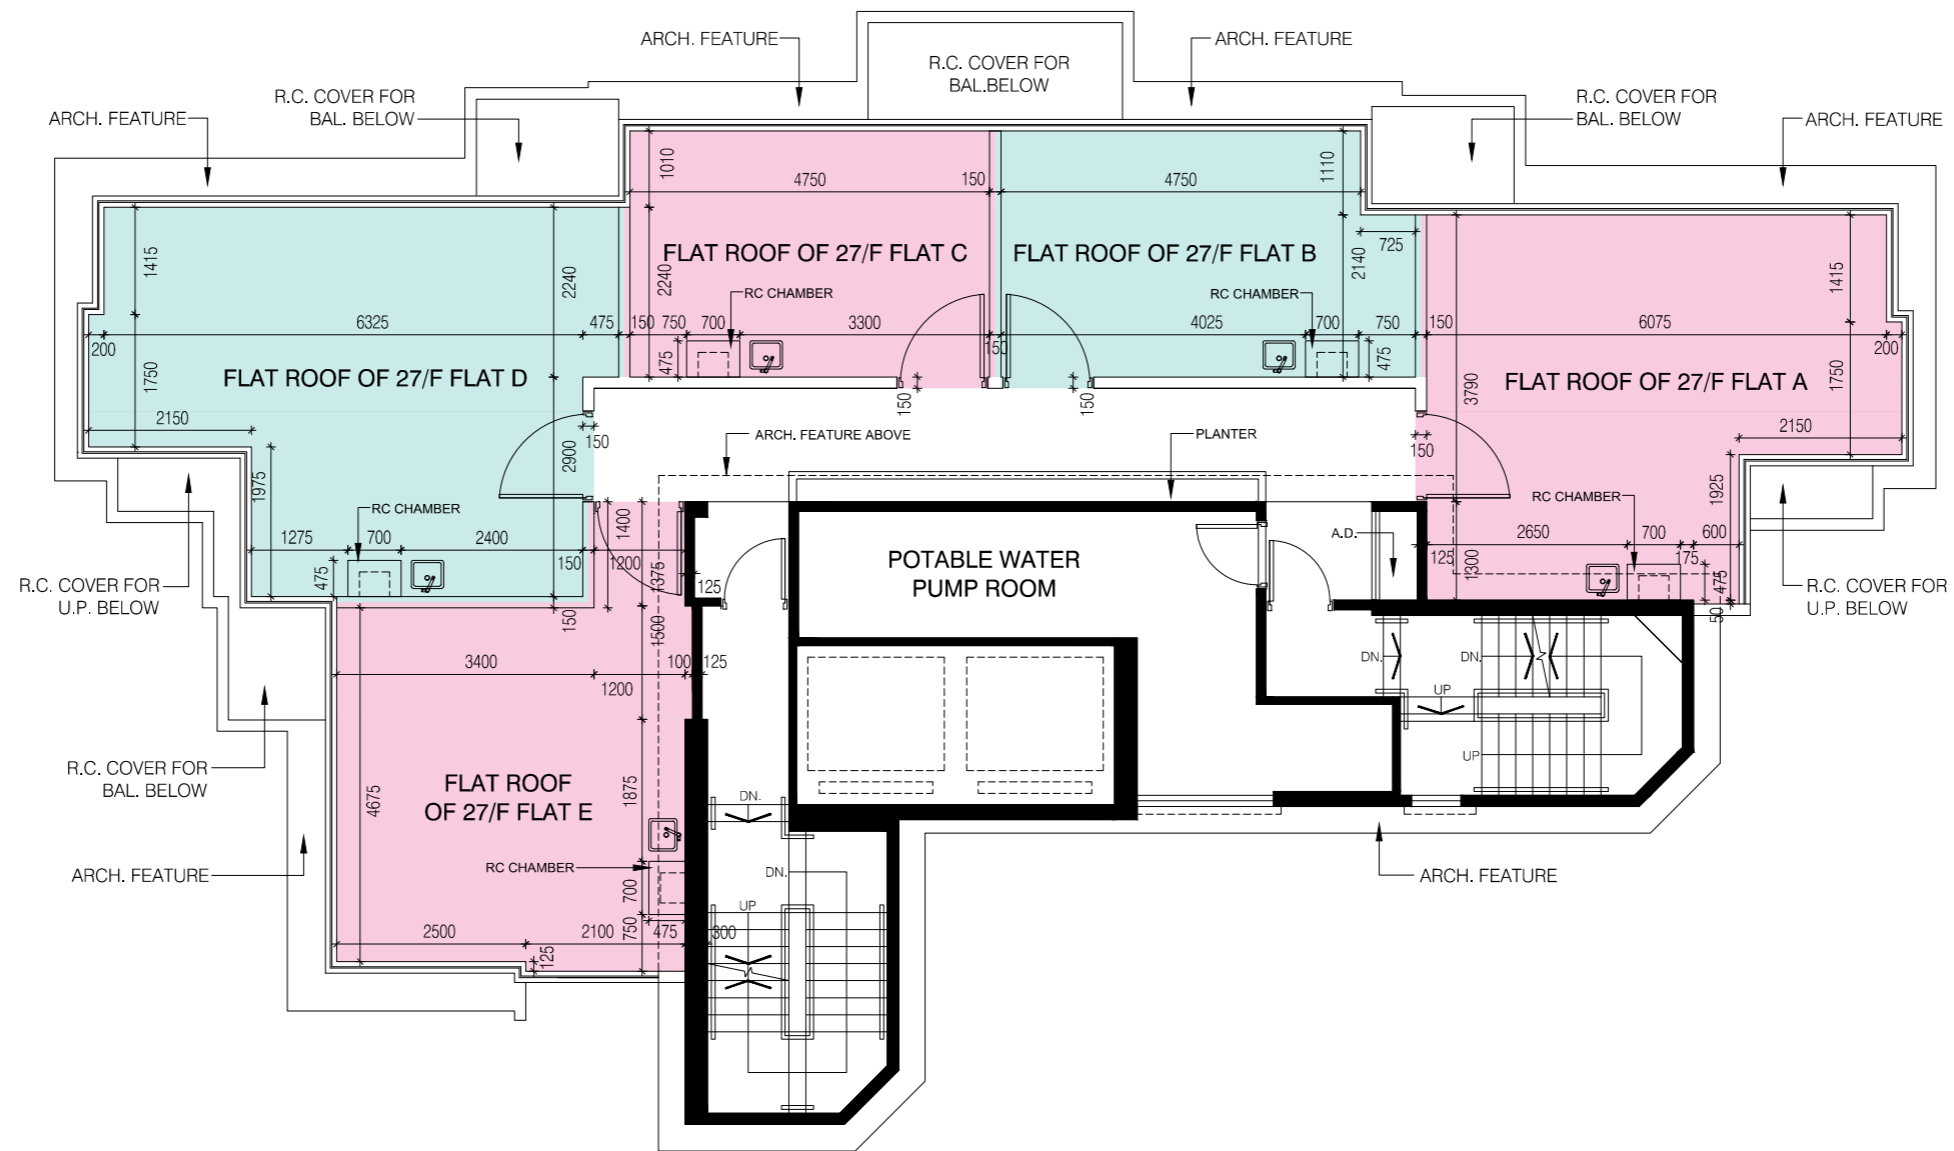 ARCH. FEATURE
ARCH. FEATURE
R.C. COVER FOR
BAL.BELOW
R.C. COVER FOR
BAL. BELOW
R.C. COVER FOR
BAL. BELOW
ARCH. FEATURE
ARCH. FEATURE
1010
4750
150
4750
1110
FLAT ROOF OF 27/F FLAT C
FLAT ROOF OF 27/F FLAT B
725
1415
2240
2240
2140
1415
RC CHAMBER
RC CHAMBER
6325
475
150
750
700
3300
150
4025
700
750
150
6075
200
200
475
475
FLAT ROOF OF 27/F FLAT D
FLAT ROOF OF 27/F FLAT A
1750
3790
1750
150
150
2150
2150
150
ARCH. FEATURE ABOVE
PLANTER
150
2900
1975
1925
RC CHAMBER
RC CHAMBER
1275
700
2400
150
1200
1400
1375
125
475
150
POTABLE WATER
PUMP ROOM
A.D.
125
1300
2650
700
175
600
475
50
R.C. COVER FOR
U.P. BELOW
R.C. COVER FOR
U.P. BELOW
1500
3400
1200
100
125
DN.
DN.
UP
UP
R.C. COVER FOR
BAL. BELOW
FLAT ROOF
OF 27/F FLAT E
4675
1875
DN.
RC CHAMBER
DN.
ARCH. FEATURE
ARCH. FEATURE
700
UP
2500
2100
750
475
300
125